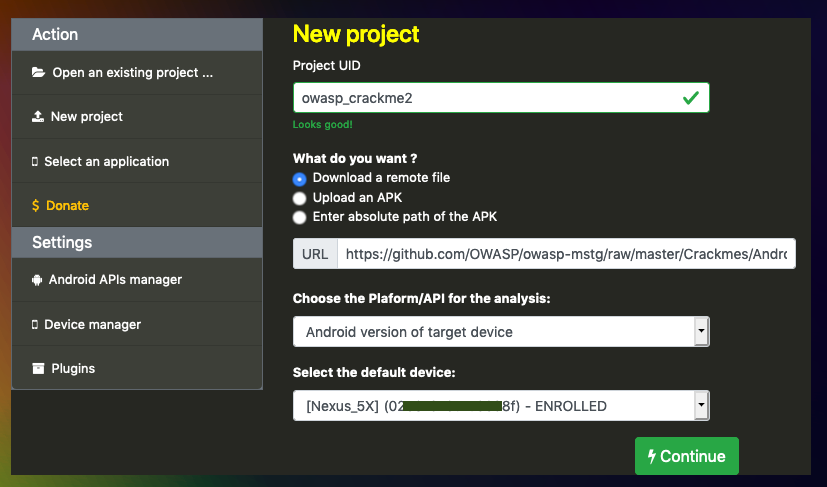 Action
Open an existing project ...
New project
Select an application
$ Donate
Settings
Android APIs manager
Device manager
Plugins
New project
Project UID
owasp_crackme2
Looks good!
What do you want ?
Download a remote file
Upload an APK
Enter absolute path of the APK
URL https://github.com/OWASP/owasp-mstg/raw/master/Crackmes/Andro
Choose the Plaform/API for the analysis:
Android version of target device
Select the default device:
[Nexus_5X] (02 8f) - ENROLLED
Continue